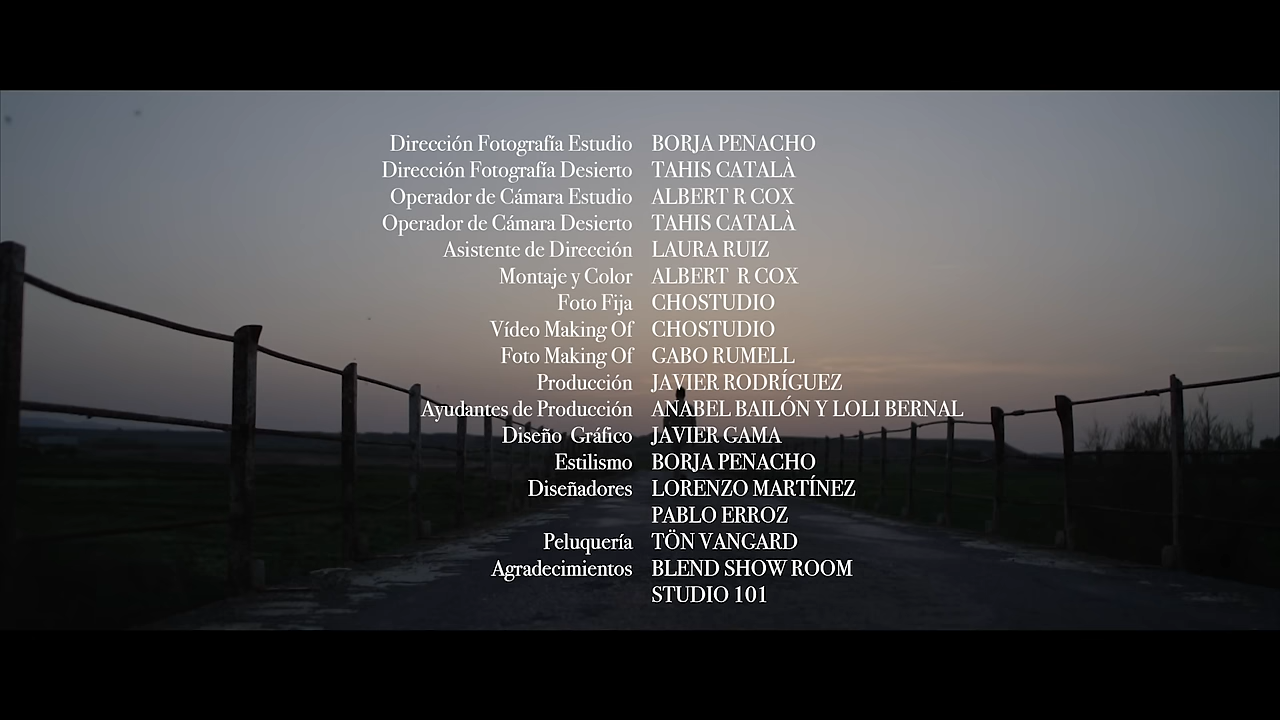 Dirección Fotografía Estudio BORJA PENACHO
Dirección Fotografía Desierto TAHIS CATALÀ
Operador de Cámara Estudio ALBERT R COX
Operador de Cámara Desierto TAHIS CATALÀ
Asistente de Dirección LAURA RUIZ
Montaje y Color ALBERT R COX
Foto Fija CHOSTUDIO
Vídeo Making Of CHOSTUDIO
Foto Making Of GABO RUMELL
Producción JAVIER RODRÍGUEZ
Ayudantes de Producción ANABEL BAILÓN Y LOLI BERNAL
Diseño Gráfico JAVIER GAMA
Estilismo BORJA PENACHO
Diseñadores LORENZO MARTÍNEZ
PABLO ERROZ
Peluquería TÖN VANGARD
Agradecimientos BLEND SHOW ROOM
STUDIO 101